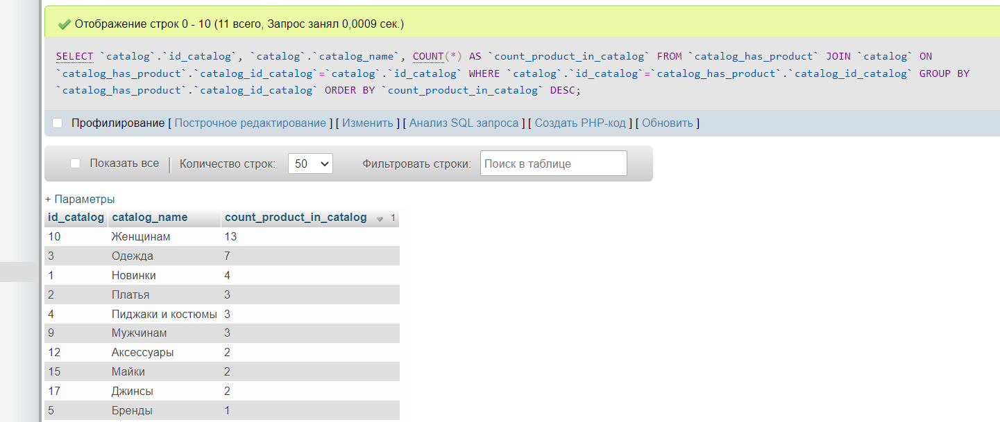 Отображение строк 0 - 10 (11 всего, Запрос занял 0,0009 сек.)
SELECT `catalog`.`id_catalog`, `catalog`.`catalog_name`, COUNT(*) AS `count_product_in_catalog` FROM `catalog_has_product` JOIN `catalog` ON
`catalog_has_product`.`catalog_id_catalog`=`catalog`.`id_catalog` WHERE `catalog`.`id_catalog`=`catalog_has_product`.`catalog_id_catalog` GROUP BY
`catalog_has_product`.`catalog_id_catalog` ORDER BY `count_product_in_catalog` DESC;
Профилирование [ Построчное редактирование ] [ Изменить ] [ Анализ SQL запроса ] [ Создать PHP-код ] [ Обновить ]
Показать все | Количество строк: 50 Фильтровать строки: Поиск в таблице
+ Параметры
id_catalog catalog_name count_product_in_catalog 1
10 Женщинам 13
3 Одежда 7
1 Новинки 4
2 Платья 3
4 Пиджаки и костюмы 3
9 Мужчинам 3
12 Аксессуары 2
15 Майки 2
17 Джинсы 2
5 Бренды 1